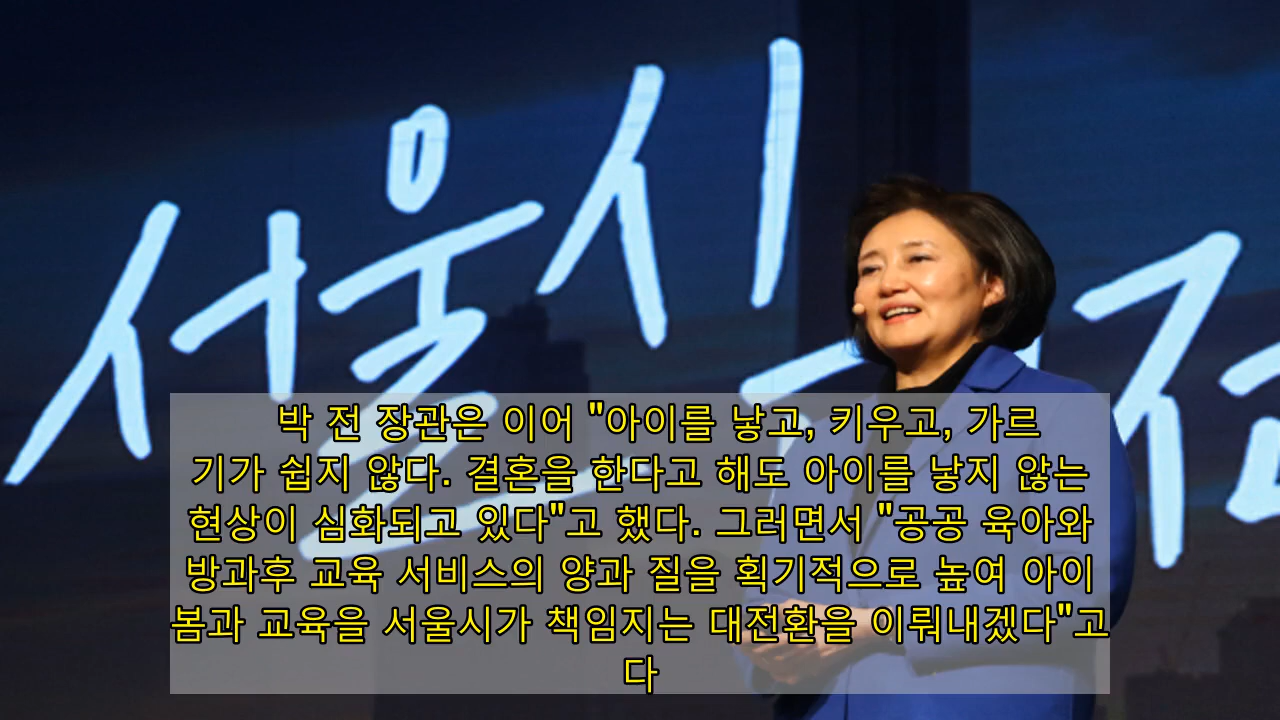 서울시
박 전 장관은 이어 "아이를 낳고, 키우고, 가르
기가 쉽지 않다. 결혼을 한다고 해도 아이를 낳지 않는
현상이 심화되고 있다"고 했다. 그러면서 "공공 육아와
방과후 교육 서비스의 양과 질을 획기적으로 높여 아이
봄과 교육을 서울시가 책임지는 대전환을 이뤄내겠다"고
다